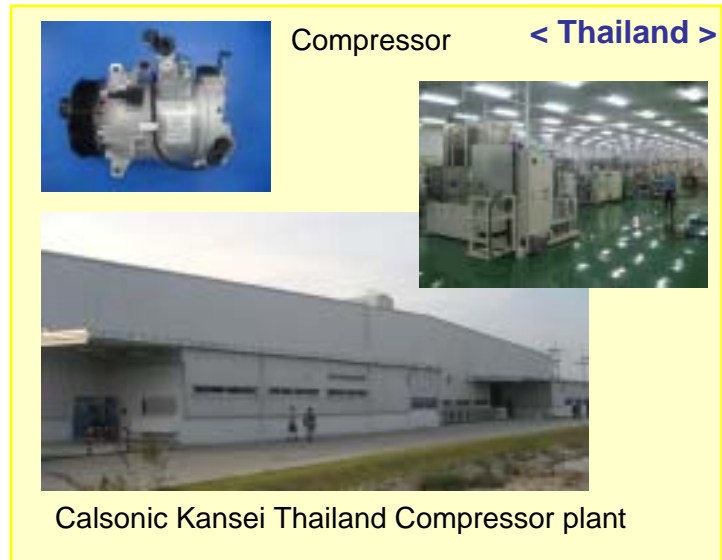 Compressor
< Thailand >
Calsonic Kansei Thailand Compressor plant